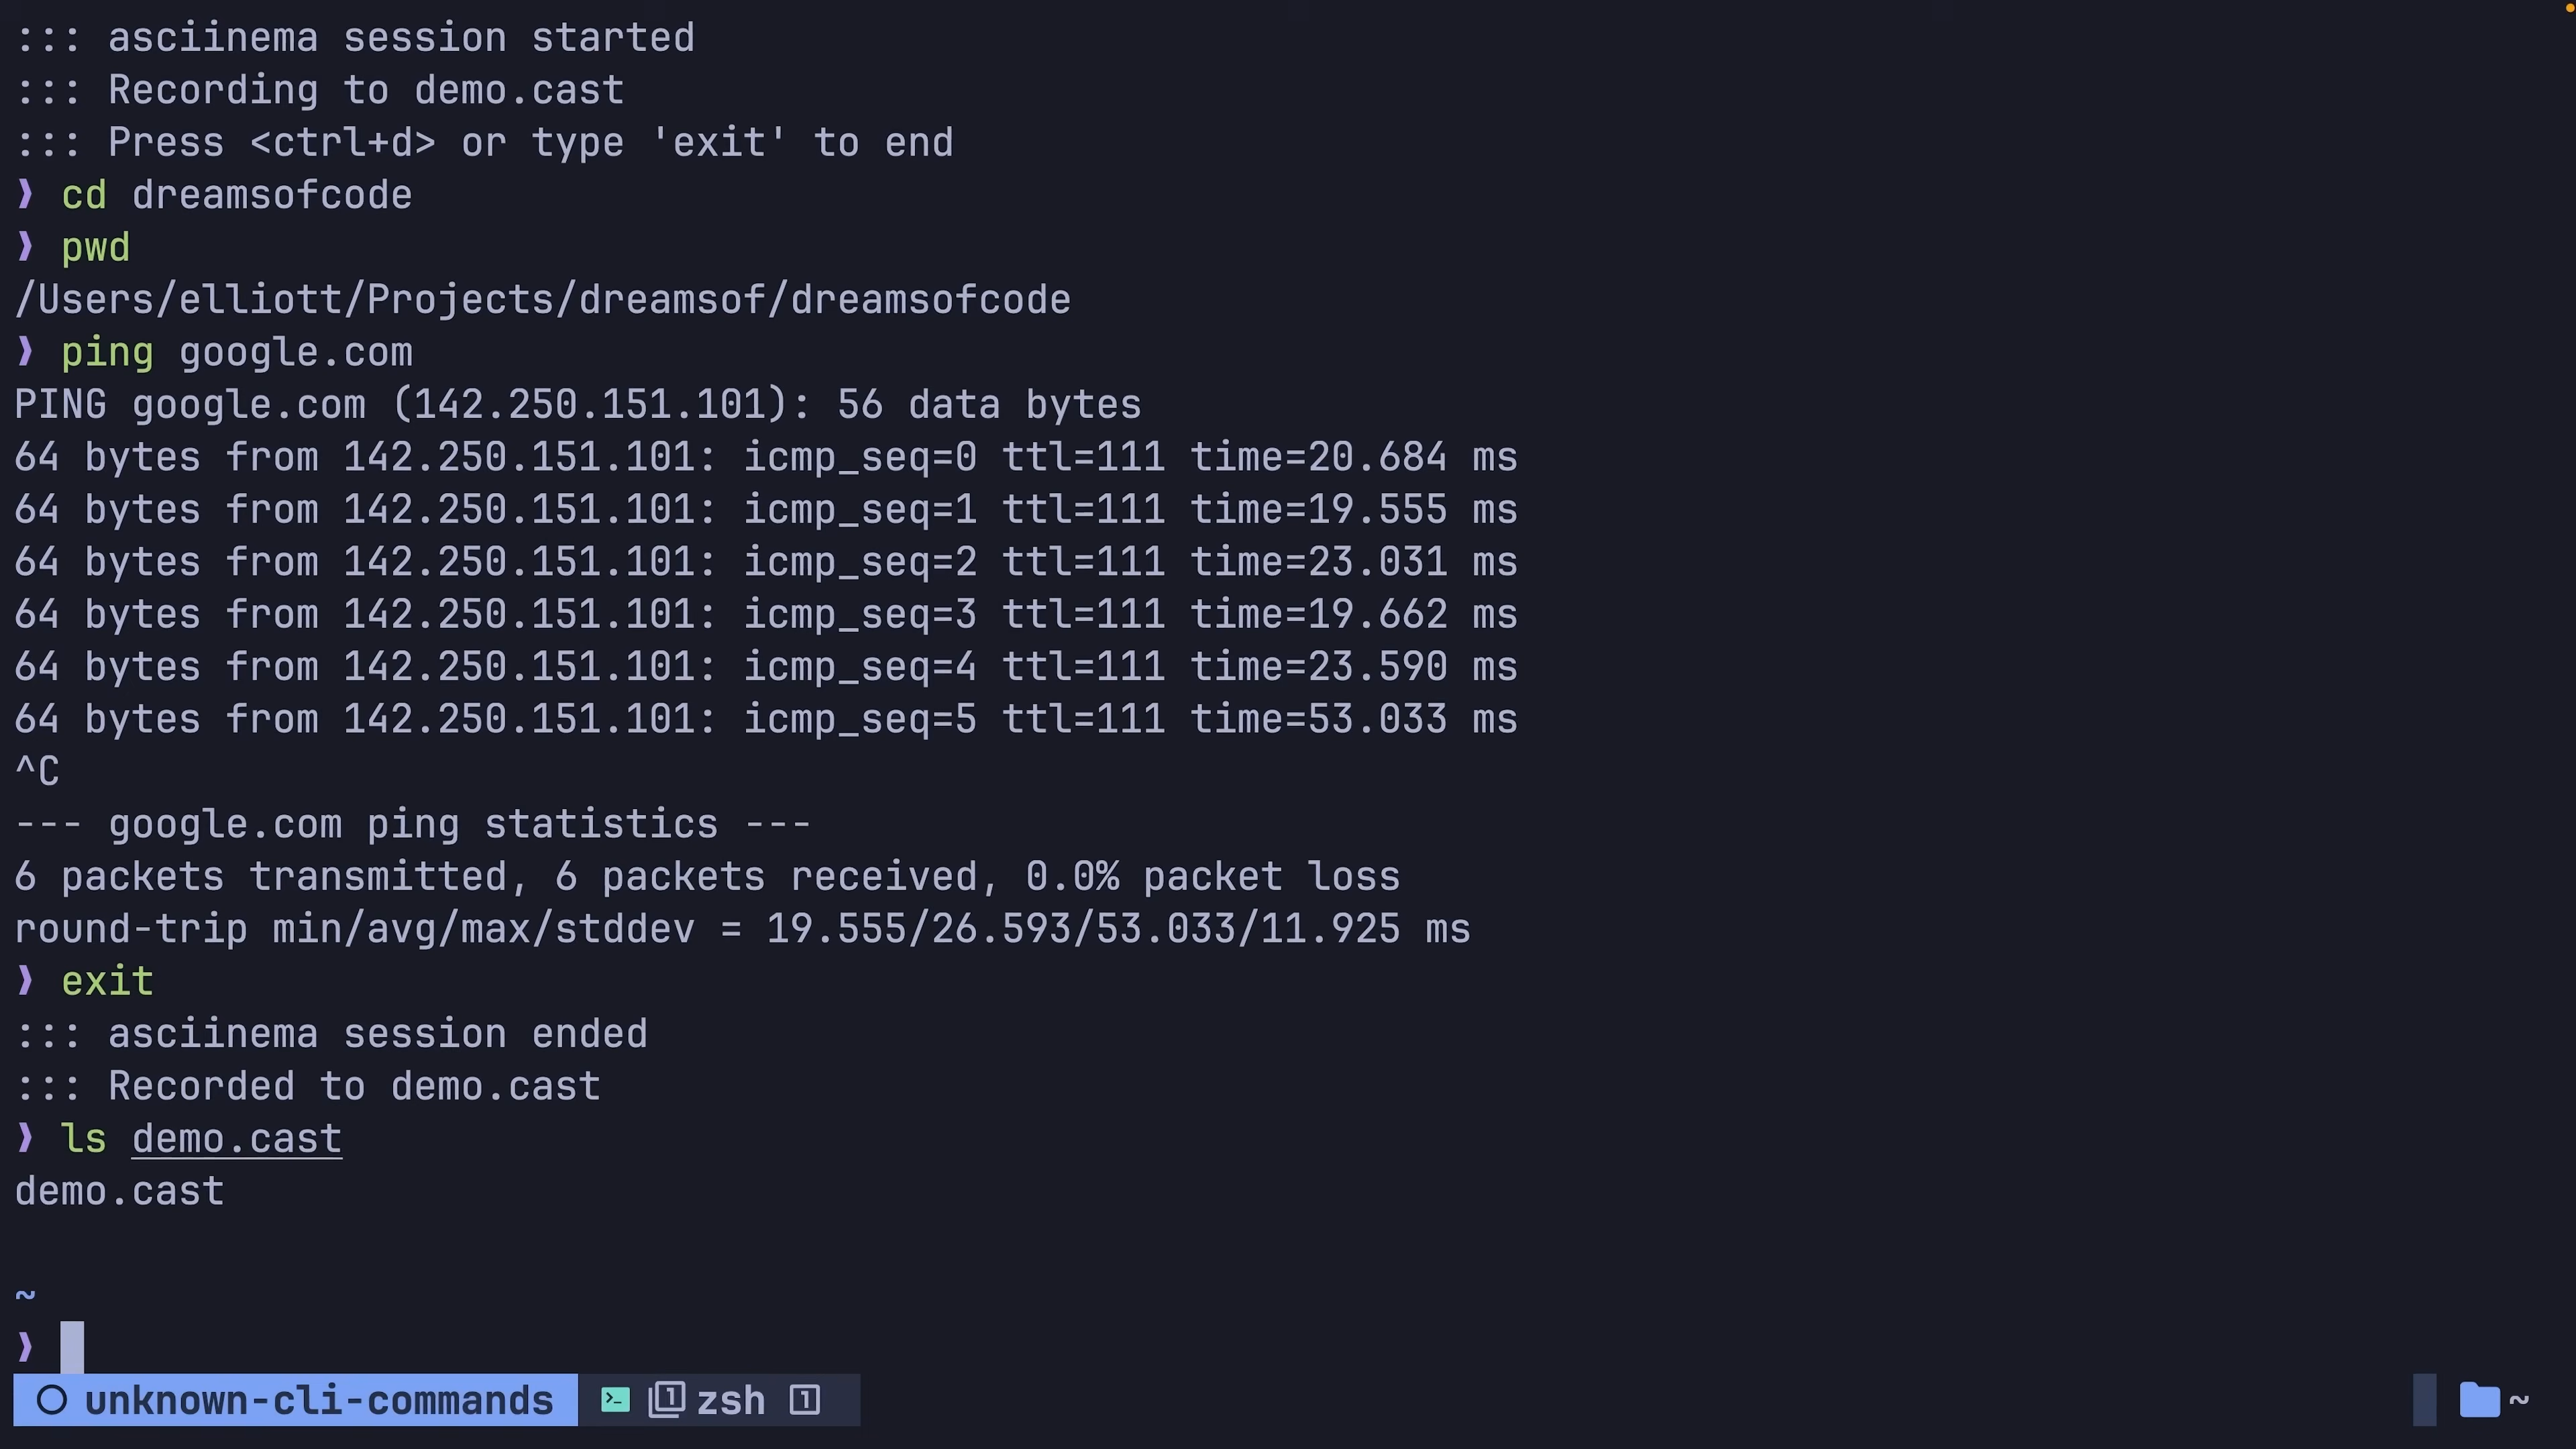 ::: asciinema session started
::: Recording to demo.cast
::: Press <ctrl+d> or type 'exit' to end
❯ cd dreamsofcode
❯ pwd
/Users/elliott/Projects/dreamsof/dreamsofcode
❯ ping google.com
PING google.com (142.250.151.101): 56 data bytes
64 bytes from 142.250.151.101: icmp_seq=0 ttl=111 time=20.684 ms
64 bytes from 142.250.151.101: icmp_seq=1 ttl=111 time=19.555 ms
64 bytes from 142.250.151.101: icmp_seq=2 ttl=111 time=23.031 ms
64 bytes from 142.250.151.101: icmp_seq=3 ttl=111 time=19.662 ms
64 bytes from 142.250.151.101: icmp_seq=4 ttl=111 time=23.590 ms
64 bytes from 142.250.151.101: icmp_seq=5 ttl=111 time=53.033 ms
^C
--- google.com ping statistics ---
6 packets transmitted, 6 packets received, 0.0% packet loss
round-trip min/avg/max/stddev = 19.555/26.593/53.033/11.925 ms
❯ exit
::: asciinema session ended
::: Recorded to demo.cast
❯ ls demo.cast
demo.cast
~
❯
unknown-cli-commands 1 zsh 1 ~